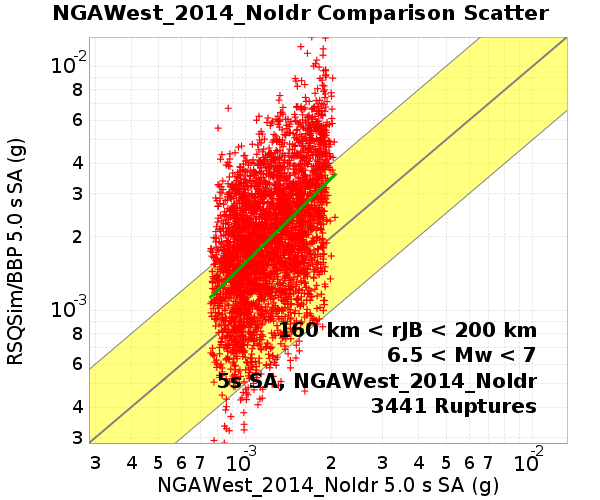 NGAWest_2014_NoIdr Comparison Scatter
10-2
8
6
4
3
2
10-3
8
6
4
3
RSQSim/BBP 5.0 s SA (g)
160 km < rJB < 200 km
6.5 < Mw < 7
5s SA, NGAWest_2014_NoIdr
3441 Ruptures
3 4 5 6 7 10-3 2 3 4 5 6 7 10-2
NGAWest_2014_NoIdr 5.0 s SA (g)